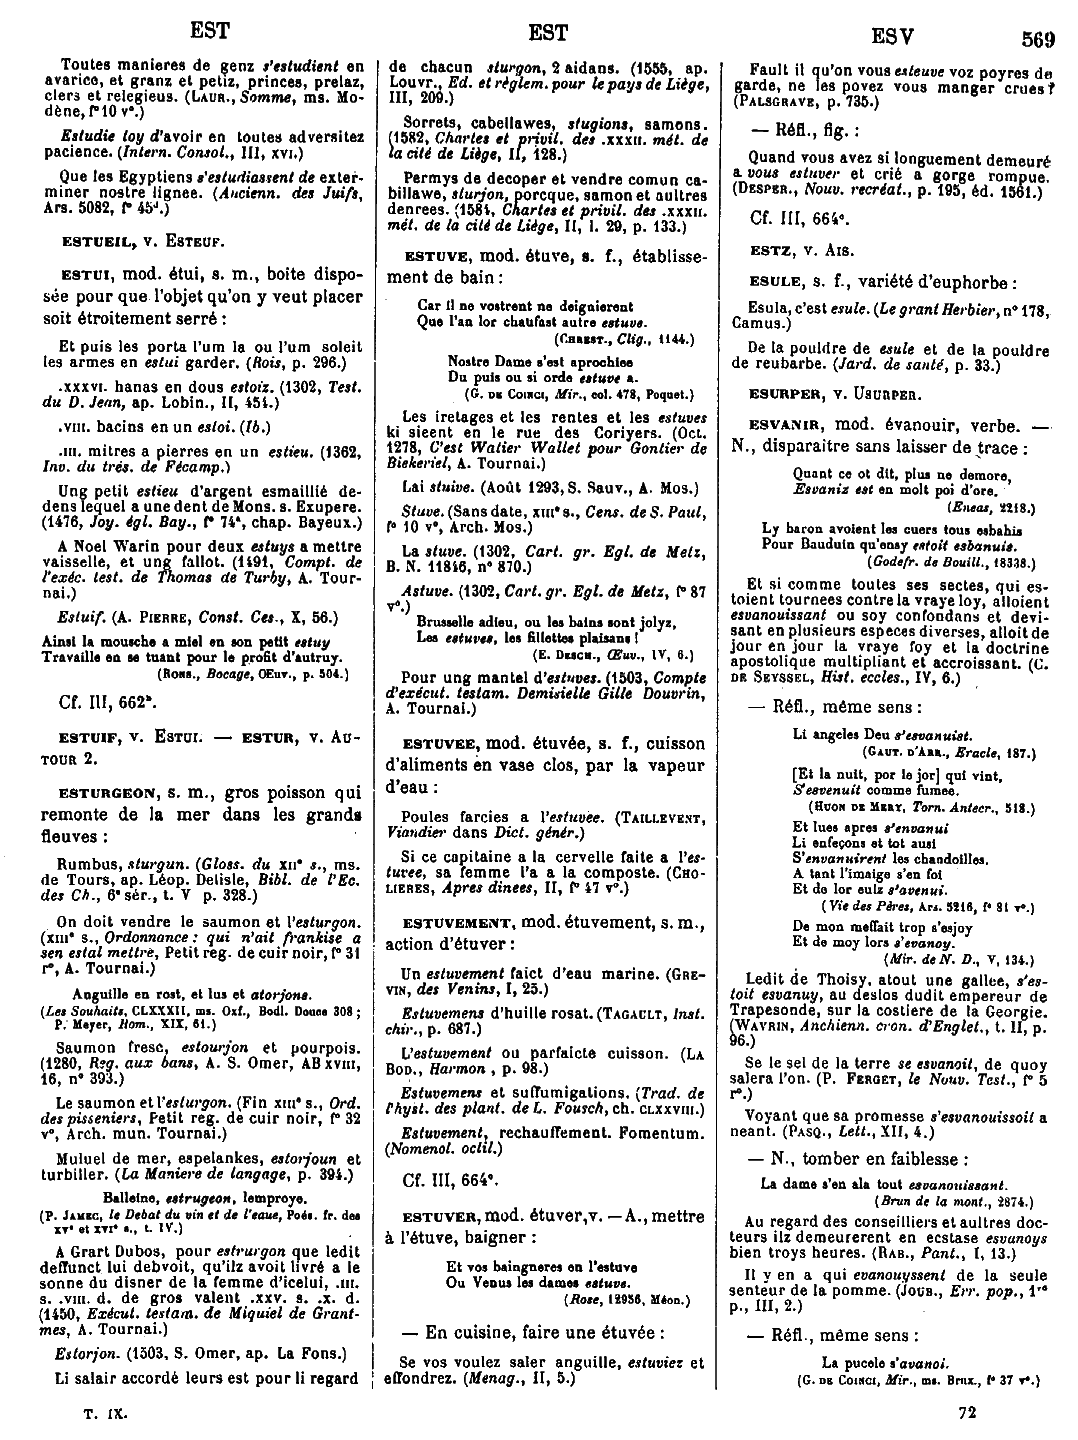 EST
EST
ESV
569
Toutes manieres de genz s'estudient en
avarice, et granz et petiz, princes, prelaz,
clers et relegieus. (LAUR., Somme, ms. Mo-
dène, f° 10 v°.)
Estudie toy d'avoir en toutes adversitez
pacience. (Intern. Consol., III, XVI.)
Que les Egyptiens s'estudiassent de exter-
miner nostre lignee. (Ancienn. des Juifs,
Ars. 5082, f° 45d.)
ESTUEIL, v. ESTEUF.
ESTUI, mod. étui, s. m., boite dispo-
sée pour que l'objet qu'on y veut placer
soit étroitement serré :
Et puis les porta l'um la ou l'um soleit
les armes en estui garder. (Rois, p. 296.)
.XXXVI. hanas en dous estoiz. (1302, Test.
du D. Jean, ap. Lobin., II, 454.)
.VIII. bacins en un estoi. (Ib.)
.III. mitres a pierres en un estieu. (1362,
Inv. du trés. de Fécamp.)
Ung petit estieu d'argent esmaillié de-
dens lequel a une dent de Mons. s. Exupere.
(1476, Joy. égl. Bay., f° 74a, chap. Bayeux.)
A Noel Warin pour deux estuys a mettre
vaisselle, et ung fallot. (1491, Compt. de
l'exéc. test. de Thomas de Turby, A. Tour-
nai.)
Estuif. (A. PIERRE, Const. Ces., X, 56.)
Ainsi la mousche a miel en son petit estuy
Travaille en se tuant pour le profit d'autruy.
(RONS., Bocage, Œuv., p. 504.)
Cf. III, 662b.
ESTUIF, v. ESTUI. — ESTUR, v. AU-
TOUR 2.
ESTURGEON, s. m., gros poisson qui
remonte de la mer dans les grands
fleuves :
Rumbus, sturgun. (Gloss. du XIIe s., ms.
de Tours, ap. Léop. Delisle, Bibl. de l'Ec.
des Ch., 6e sér., t. V p. 328.)
On doit vendre le saumon et l'esturgon.
(XIIIe s., Ordonnance : qui n'ait frankise a
sen estal mettre, Petit reg. de cuir noir, f° 31
r°, A. Tournai.)
Anguille en rost, et lus et atorjons.
(Les Souhaits, CLXXXII, ms. Oxf., Bodl. Douce 308 ;
P. Meyer, Rom., XIX, 61.)
Saumon fresc, estourjon et pourpois.
(1280, Reg. aux bans, A. S. Omer, AB XVIII,
16, n° 393.)
Le saumon et l'esturgon. (Fin XIIIe s., Ord.
des pisseniers, Petit reg. de cuir noir, f° 32
v°, Arch. mun. Tournai.)
Muluel de mer, espelankes, estorjoun et
turbiller. (La Maniere de langage, p. 394.)
Balleine, estrugeon, lemproye.
(P. JAMEC, le Debat du vin et de l'eaue, Poés. fr. des
XVe et XVIe s., t. IV.)
A Grart Dubos, pour estrurgon que ledit
deffunct lui debvoit, qu'ilz avoit livré a le
sonne du disner de la femme d'icelui, .III.
s. .VIII. d. de gros valent .XXV. s. .X. d.
(1450, Exécut. testam. de Miquiel de Grant-
mes, A. Tournai.)
Estorjon. (1503, S. Omer, ap. La Fons.)
Li salair accordé leurs est pour li regard
de chacun sturgon, 2 aidans. (1555, ap.
Louvr., Ed. et règlem. pour le pays de Liège,
III, 209.)
Sorrets, cabellawes, stugions, samons.
(1582, Chartes et privil. des .XXXII. mét. de
la cité de Liège, II, 128.)
Permys de decoper et vendre comun ca-
billawe, sturjon, porcque, samon et aultres
denrees. (1584, Chartes et privil. des .XXXII.
mét. de la cité de Liège, II, l. 29, p. 133.)
ESTUVE, mod. étuve, s. f., établisse-
ment de bain :
Car il ne vostrent ne deignierent
Que l'an lor chaufast autre estuve.
(CHREST., Clig., 1144.)
Nostre Dame s'est aprochiee
Du puis ou si orde estuve a.
(G. DE COINCI, Mir., col. 478, Poquet.)
Les iretages et les rentes et les estuves
ki sieent en le rue des Coriyers. (Oct.
1278, C'est Watier Wallet pour Gontier de
Biekeriel, A. Tournai.)
Lai stuive. (Août 1293, S. Sauv., A. Mos.)
Stuve. (Sans date, XIIIe s., Cens. de S. Paul,
f° 10 v°, Arch. Mos.)
La stuve. (1302, Cart. gr. Egl. de Metz,
B. N. 11846, n° 870.)
Astuve. (1302, Cart. gr. Egl. de Metz, f° 87
v°.)
Brusselle adieu, ou les bains sont jolyz,
Les estuves, les fillettes plaisans !
(E. DESCH., Œuv., IV, 6.)
Pour ung mantel d'estuves. (1503, Compte
d'exécut. testam. Demisielle Gille Douvrin,
A. Tournai.)
ESTUVEE, mod. étuvée, s. f., cuisson
d'aliments en vase clos, par la vapeur
d'eau :
Poules farcies a l'estuvee. (TAILLEVENT,
Viandier dans Dict. génér.)
Si ce capitaine a la cervelle faite a l'es-
tuvee, sa femme l'a a la composte. (CHO-
LIERES, Apres dinees, II, f° 47 v°.)
ESTUVEMENT, mod. étuvement, s. m.,
action d'étuver :
Un estuvement faict d'eau marine. (GRE-
VIN, des Venins, I, 25.)
Estuvemens d'huille rosat. (TAGAULT, Inst.
chir., p. 687.)
L'estuvement ou parfaicte cuisson. (LA
BOD., Harmon , p. 98.)
Estuvemens et suffumigations. (Trad. de
l'hyst. des plant. de L. Fousch, ch. CLXXVIII.)
Estuvement, rechauffement. Fomentum.
(Nomencl. octil.)
Cf. III, 664c.
ESTUVER, mod. étuver, v. — A., mettre
à l'étuve, baigner :
Et vos baingneres en l'estuve
Ou Venus les dames estuve.
(Rose, 12956, Méon.)
— En cuisine, faire une étuvée :
Se vos voulez saler anguille, estuviez et
effondrez. (Menag., II, 5.)
Fault il qu'on vous esteuve voz poyres de
garde, ne les povez vous manger crues?
(PALSGRAVE, p. 735.)
— Réfl., fig. :
Quand vous avez si longuement demeuré
a vous estuver et crié a gorge rompue.
(DESPER., Nouv. recréat., p. 195, éd. 1561.)
Cf. III, 664c.
ESTZ, v. AIS.
ESULE, s. f., variété d'euphorbe :
Esula, c'est esule. (Le grant Herbier, n° 178,
Camus.)
De la pouldre de esule et de la pouldre
de reubarbe. (Jard. de santé, p. 33.)
ESURPER, v. USURPER.
ESVANIR, mod. évanouir, verbe. —
N., disparaitre sans laisser de trace :
Quant ce ot dit, plus ne demore,
Esvaniz est en molt poi d'ore.
(Eneas, 2218.)
Ly baron avoient les cuers tous esbahis
Pour Bauduin qu'ensy estoit esbanuis.
(Godefr. de Bouill., 18338.)
Et si comme toutes ses sectes, qui es-
toient tournees contre la vraye loy, alloient
esvanouissant ou soy confondans et devi-
sant en plusieurs especes diverses, alloit de
jour en jour la vraye foy et la doctrine
apostolique multipliant et accroissant. (C.
DE SEYSSEL, Hist. eccles., IV, 6.)
— Réfl., même sens :
Li angeles Deu s'esvanuist.
(GAUT. D'ARR., Eracle, 187.)
[Et la nuit, por le jor] qui vint,
S'esvenuit comme fumee.
(HUON DE MERY, Torn. Antecr., 518.)
Et lues apres s'envanui
Li enfeçons et tot ausi
S'envanuirent les chandoilles.
A tant l'imaige s'en foi
Et de lor eulz s'avenui.
(Vie des Pères, Ars. 5216, f° 81 v°.)
De mon meffait trop s'esjoy
Et de moy lors s'evanoy.
(Mir. de N. D., V, 134.)
Ledit de Thoisy, atout une gallee, s'es-
toit esvanuy, au deslos dudit empereur de
Trapesonde, sur la costiere de la Georgie.
(WAVRIN, Anchienn. cron. d'Englet., t. II, p.
96.)
Se le sel de la terre se esvanoit, de quoy
salera l'on. (P. FERGET, le Nouv. Test., f° 5
r°.)
Voyant que sa promesse s'esvanouissoit a
neant. (PASQ., Lett., XII, 4.)
— N., tomber en faiblesse :
La dame s'en ala tout esvanouissant.
(Brun de la mont., 2874.)
Au regard des conseilliers et aultres doc-
teurs ilz demeurerent en ecstase esvanoys
bien troys heures. (RAB., Pant., I, 13.)
Il y en a qui evanouyssent de la seule
senteur de la pomme. (JOUB., Err. pop., 1re
p., III, 2.)
— Réfl., même sens :
La pucele s'avanoi.
(G. DE COINCI, Mir., ms. Brux., f° 37 v°.)
T. IX.
72